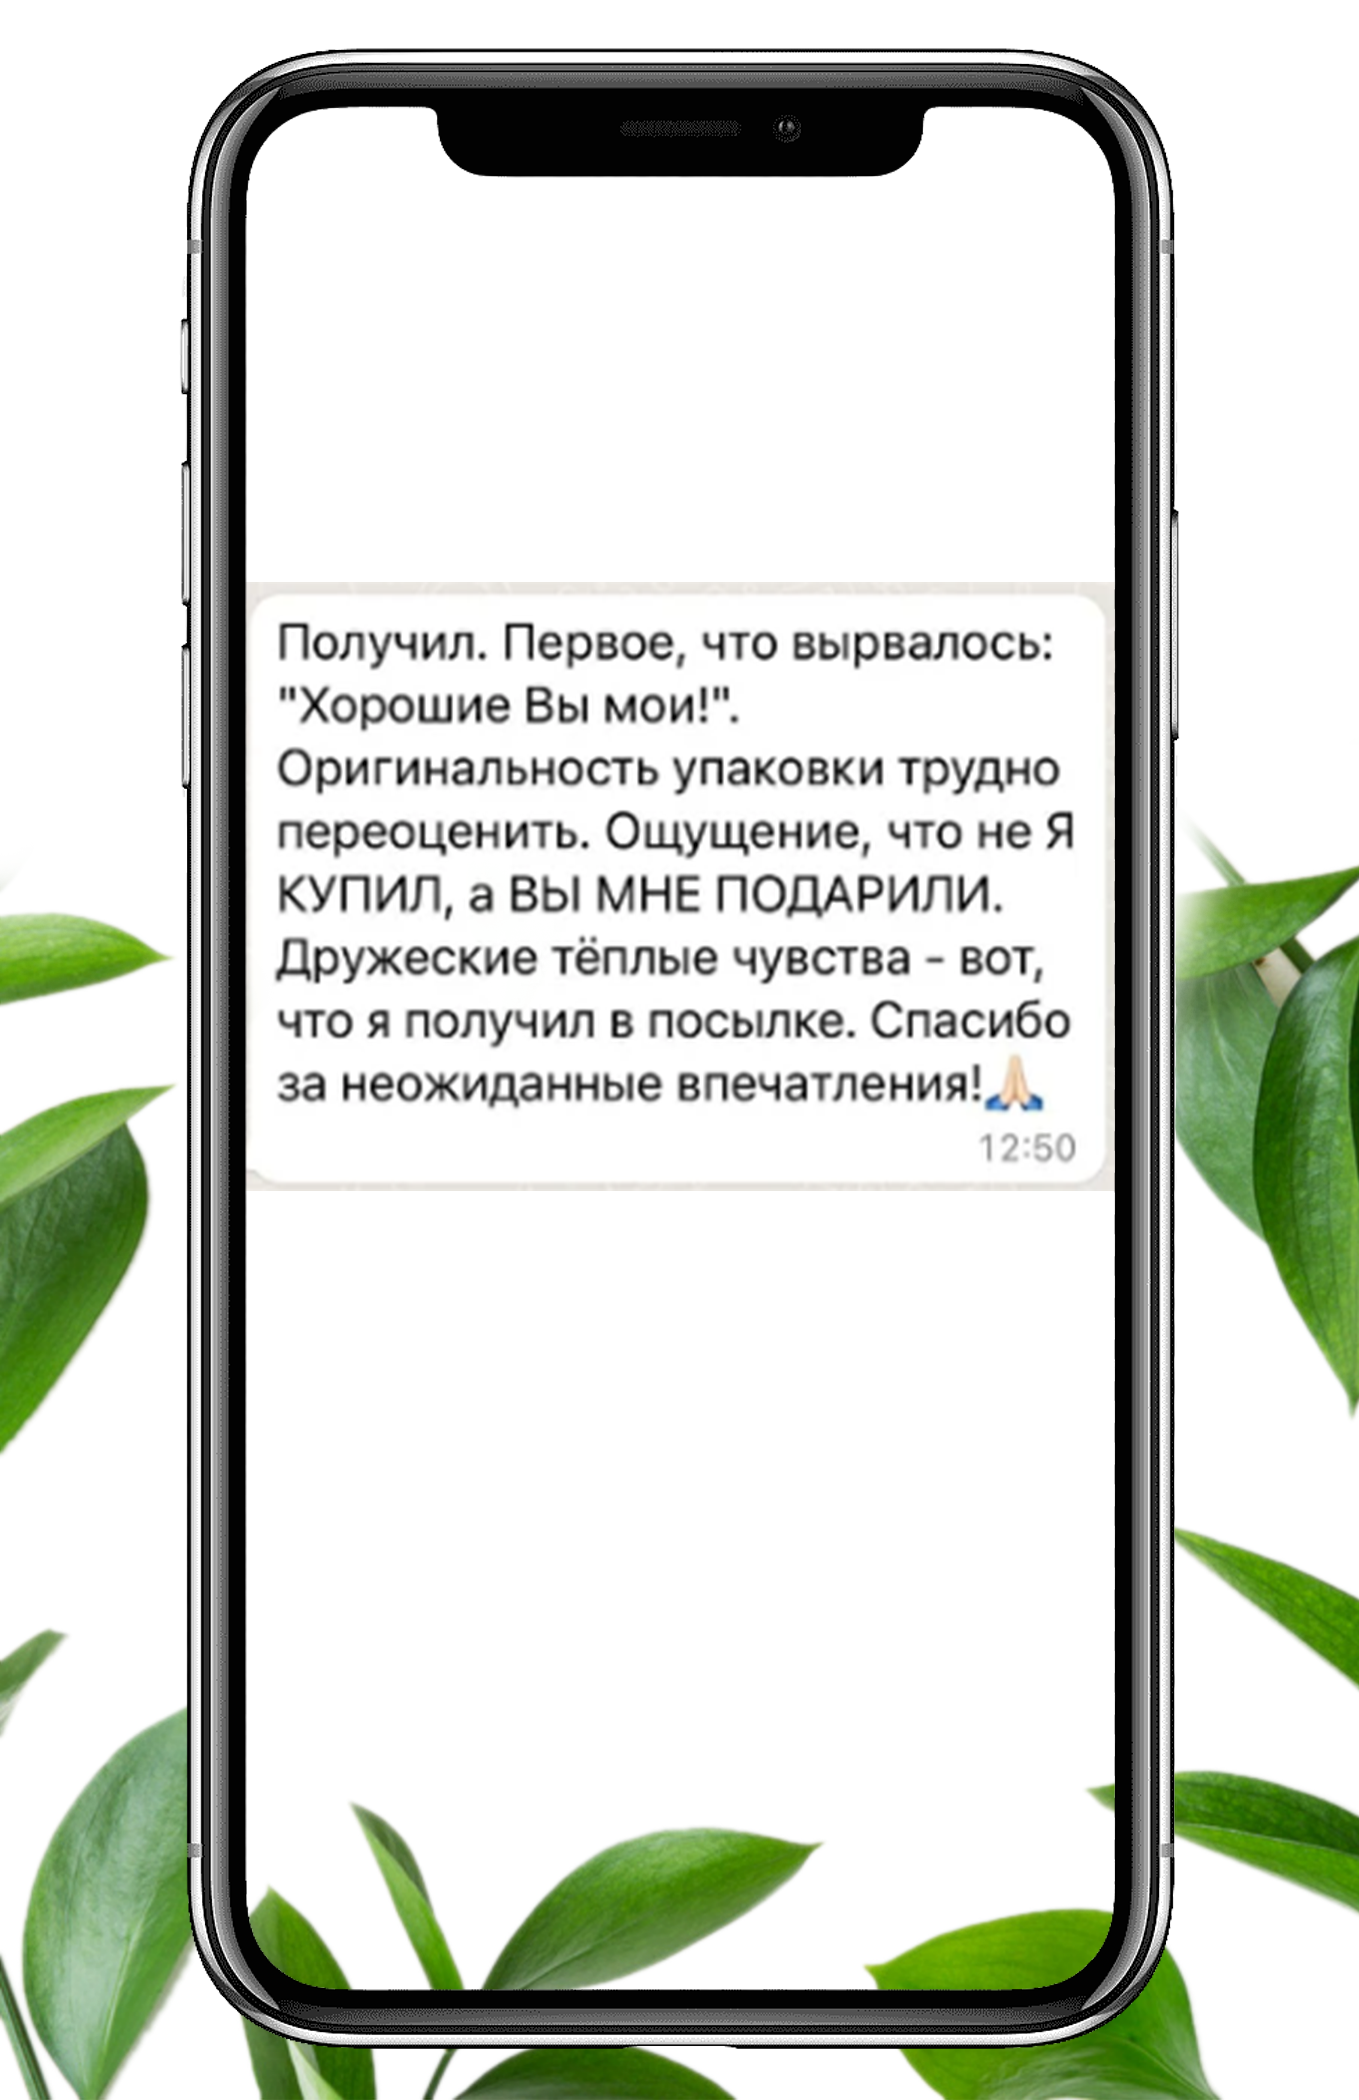 Получил. Первое, что вырвалось:
"Хорошие Вы мои!".
Оригинальность упаковки трудно
переоценить. Ощущение, что не Я
КУПИЛ, а ВЫ МНЕ ПОДАРИЛИ.
Дружеские тёплые чувства - вот,
что я получил в посылке. Спасибо
за неожиданные впечатления!🙏🏻
12:50